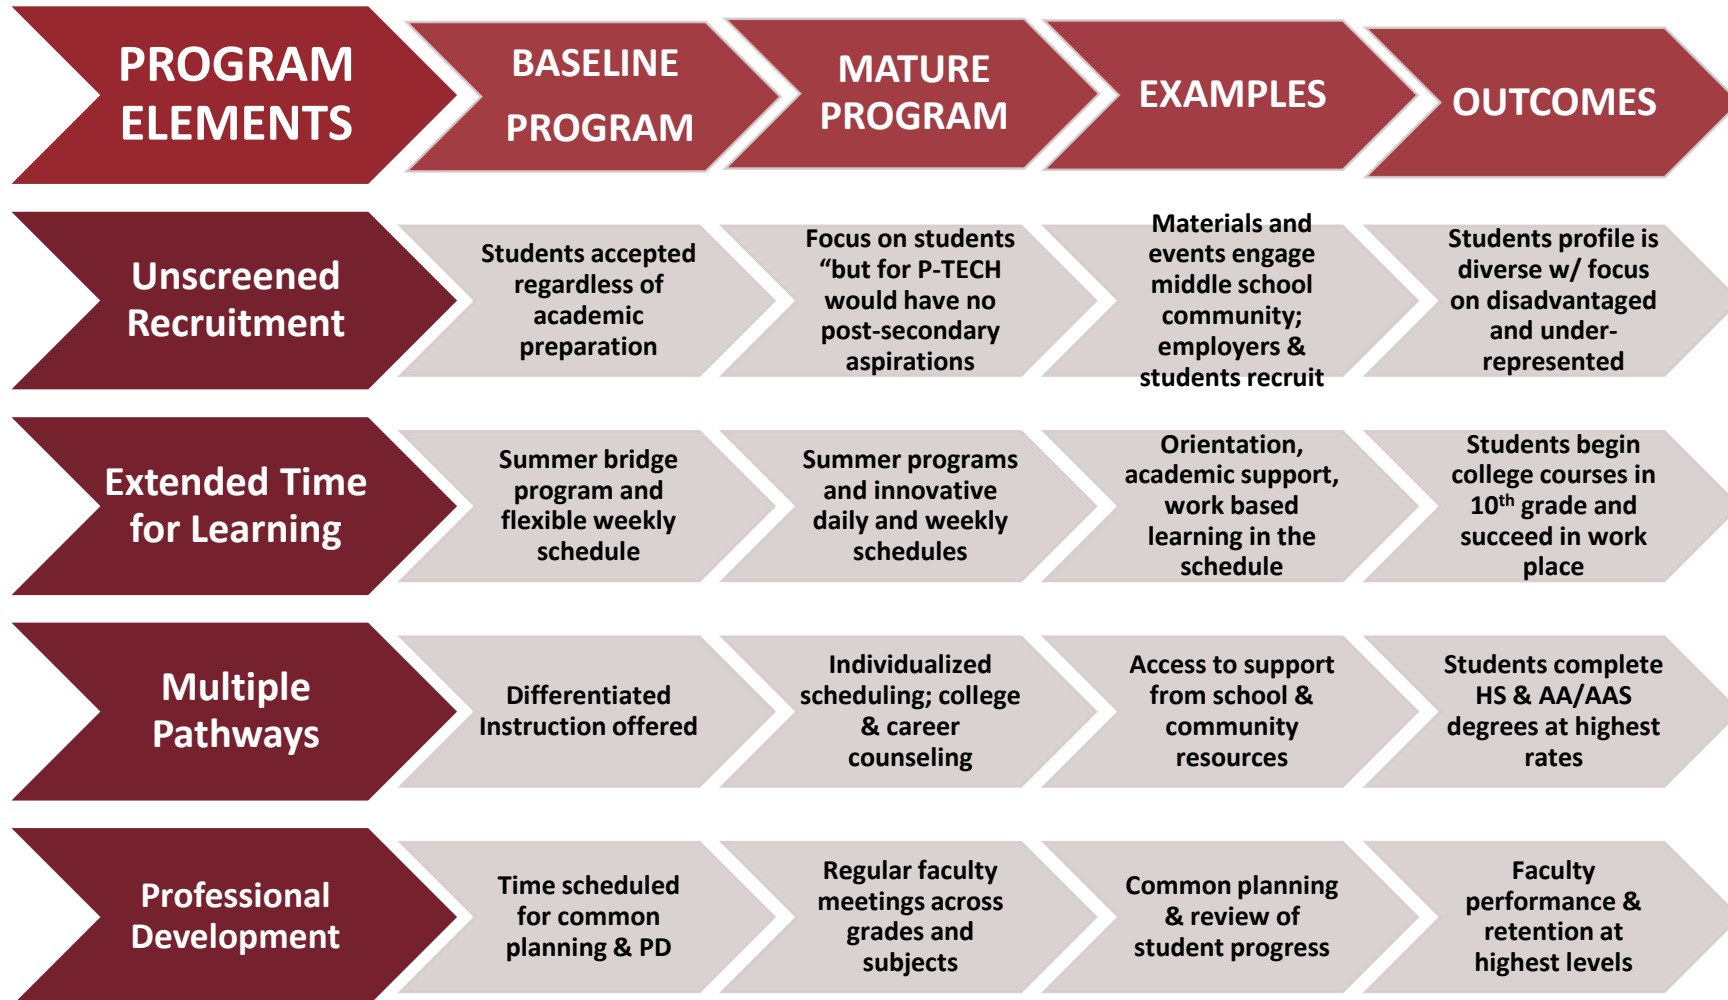 PROGRAM
ELEMENTS
BASELINE
PROGRAM
MATURE
PROGRAM
EXAMPLES
OUTCOMES
Unscreened
Recruitment
Students accepted
regardless of
academic
preparation
Focus on students
“but for P-TECH
would have no
post-secondary
aspirations
Materials and
events engage
middle school
community;
employers &
students recruit
Students profile is
diverse w/ focus
on disadvantaged
and under-
represented
Extended Time
for Learning
Summer bridge
program and
flexible weekly
schedule
Summer programs
and innovative
daily and weekly
schedules
Orientation,
academic support,
work based
learning in the
schedule
Students begin
college courses in
10th grade and
succeed in work
place
Multiple
Pathways
Differentiated
Instruction offered
Individualized
scheduling; college
& career
counseling
Access to support
from school &
community
resources
Students complete
HS & AA/AAS
degrees at highest
rates
Professional
Development
Time scheduled
for common
planning & PD
Regular faculty
meetings across
grades and
subjects
Common planning
& review of
student progress
Faculty
performance &
retention at
highest levels